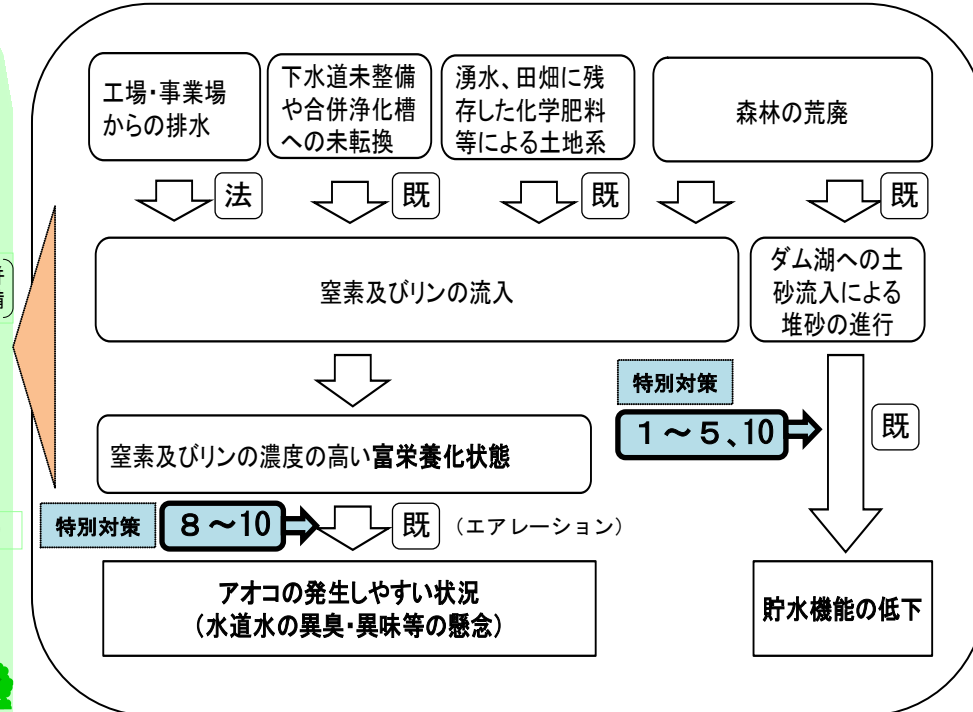 工場・事業場
からの排水
下水道未整備
や合併浄化槽
への未転換
湧水、田畑に残
存した化学肥料
等による土地系
森林の荒廃
法
既
既
既
窒素及びリンの流入
ダム湖への土
砂流入による
堆砂の進行
特別対策
1～5、10
既
窒素及びリンの濃度の高い富栄養化状態
特別対策
8～10
既
（エアレーション）
アオコの発生しやすい状況
（水道水の異臭・異味等の懸念）
貯水機能の低下